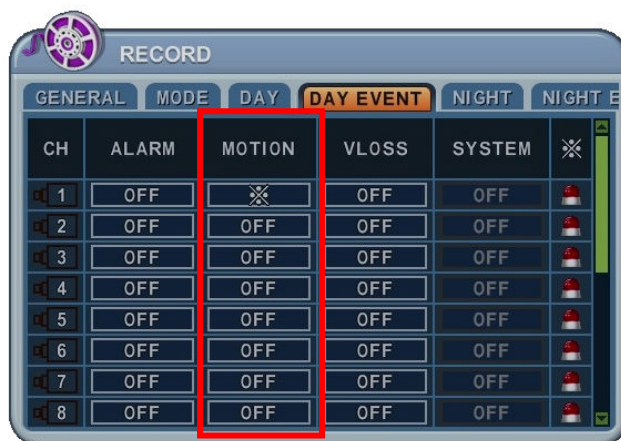 RECORD
GENERAL MODE DAY DAY EVENT NIGHT NIGHT E
CH ALARM MOTION VLOSS SYSTEM ※
1 OFF ※ OFF OFF
2 OFF OFF OFF OFF
3 OFF OFF OFF OFF
4 OFF OFF OFF OFF
5 OFF OFF OFF OFF
6 OFF OFF OFF OFF
7 OFF OFF OFF OFF
8 OFF OFF OFF OFF